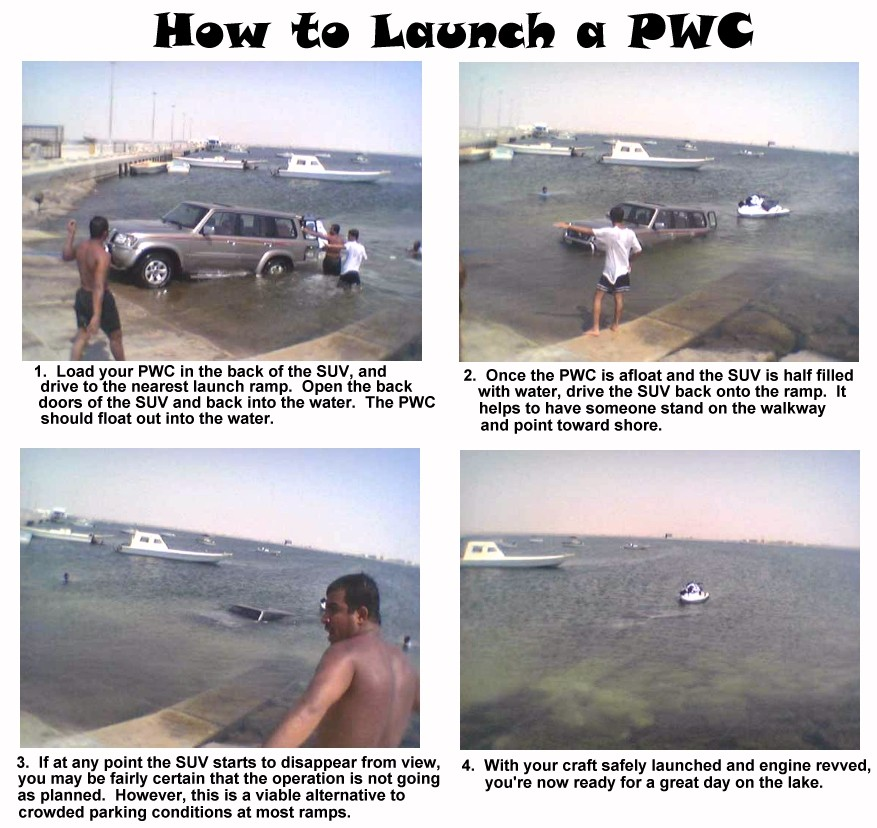 How to Launch a PWC
1. Load your PWC in the back of the SUV, and
drive to the nearest launch ramp. Open the back
doors of the SUV and back into the water. The PWC
should float out into the water.
2. Once the PWC is afloat and the SUV is half filled
with water, drive the SUV back onto the ramp. It
helps to have someone stand on the walkway
and point toward shore.
3. If at any point the SUV starts to disappear from view,
you may be fairly certain that the operation is not going
as planned. However, this is a viable alternative to
crowded parking conditions at most ramps.
4. With your craft safely launched and engine revved,
you're now ready for a great day on the lake.